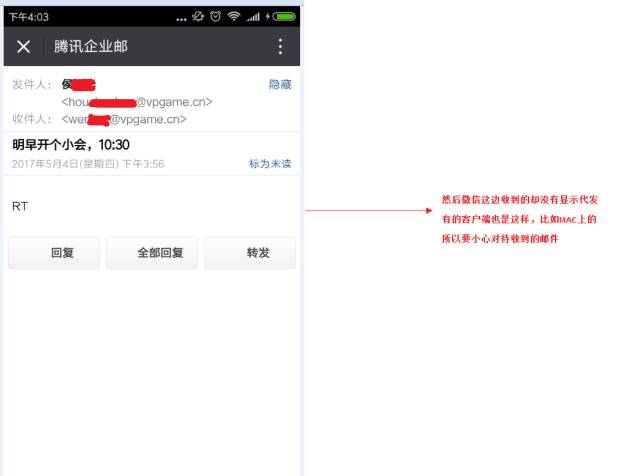 下午4:03
腾讯企业邮
发件人：侯
隐藏
<hou @vpgame.cn>
收件人：<wen @vpgame.cn>
明早开个小会，10:30
2017年5月4日(星期四) 下午3:56
标为未读
RT
回复
全部回复
转发
然后微信这边收到的却没有显示代发
有的客户端也是这样，比如MAC上的
所以要小心对待收到的邮件